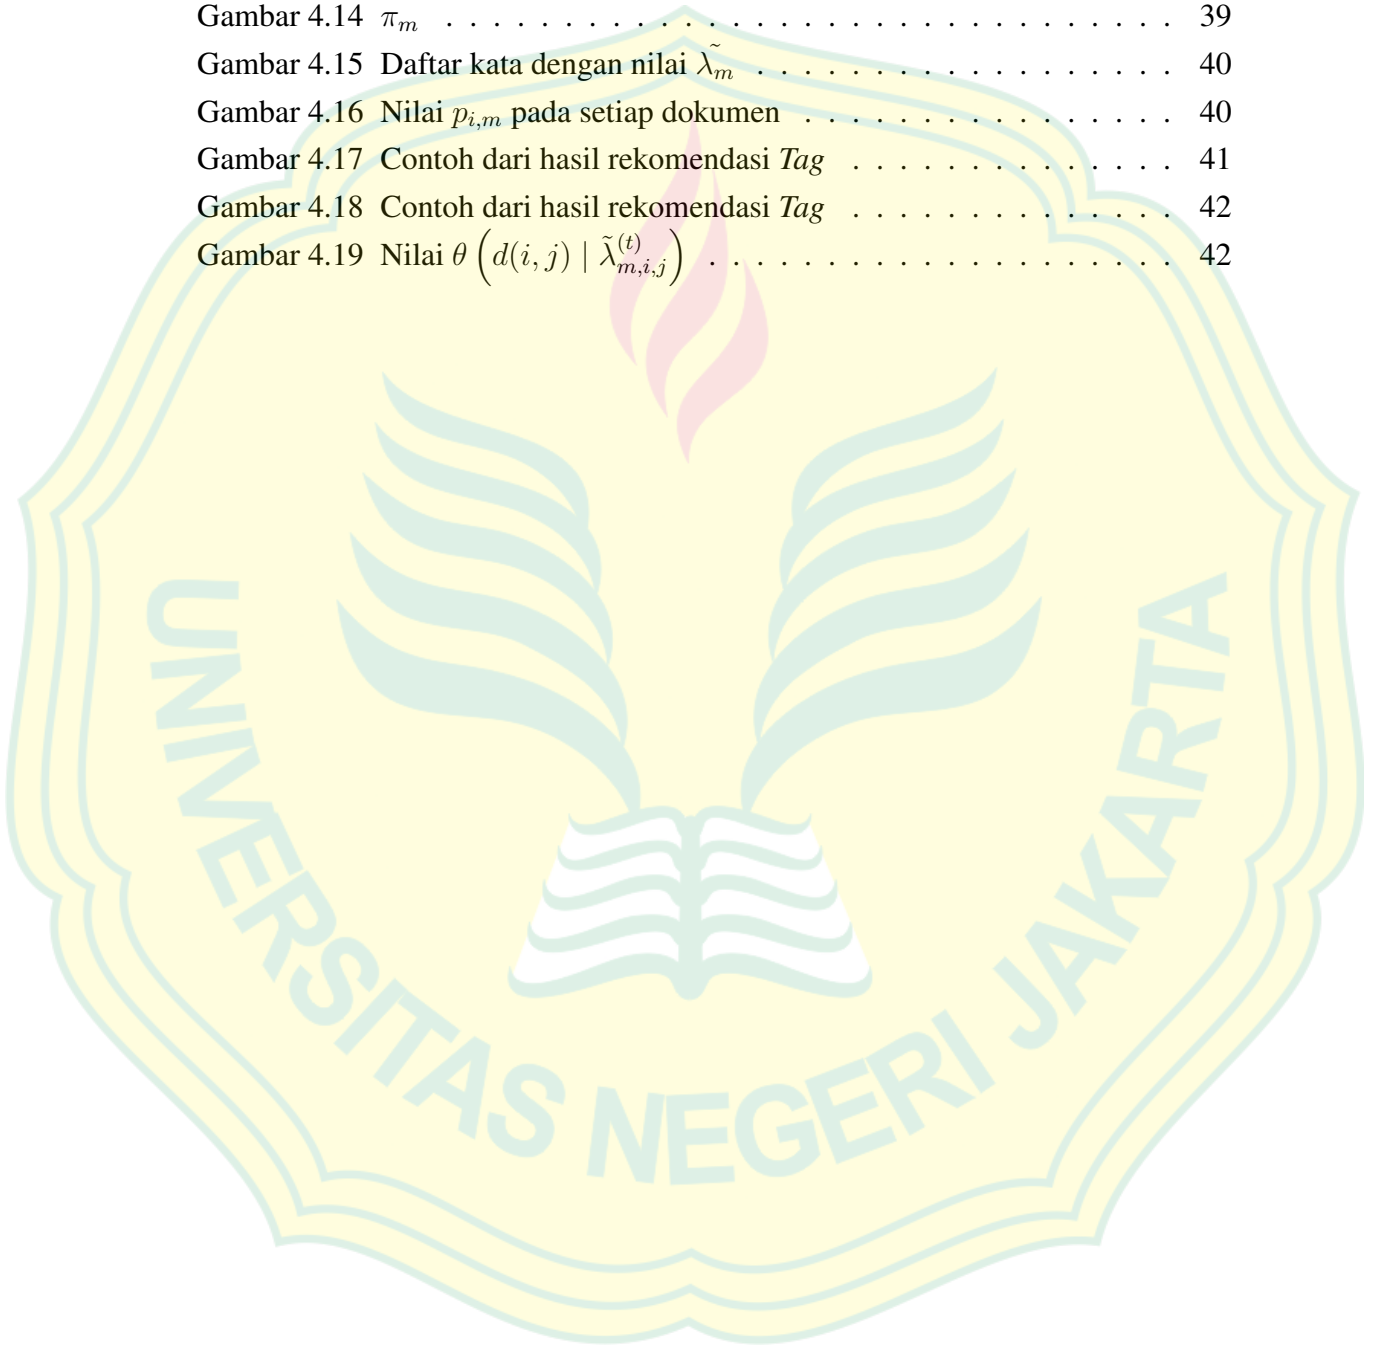 Gambar 4.14 π_m . . . . . . . . . . . . . . . . . . . . . . . . . . . . . . . 39
Gambar 4.15 Daftar kata dengan nilai λ̃_m . . . . . . . . . . . . . . . . . . 40
Gambar 4.16 Nilai p_{i,m} pada setiap dokumen . . . . . . . . . . . . . . . . 40
Gambar 4.17 Contoh dari hasil rekomendasi Tag . . . . . . . . . . . . . . 41
Gambar 4.18 Contoh dari hasil rekomendasi Tag . . . . . . . . . . . . . . 42
Gambar 4.19 Nilai θ (d(i, j) | λ̃^{(t)}_{m,i,j}) . . . . . . . . . . . . . . . . . . . . 42
UNIVERSITAS NEGERI JAKARTA